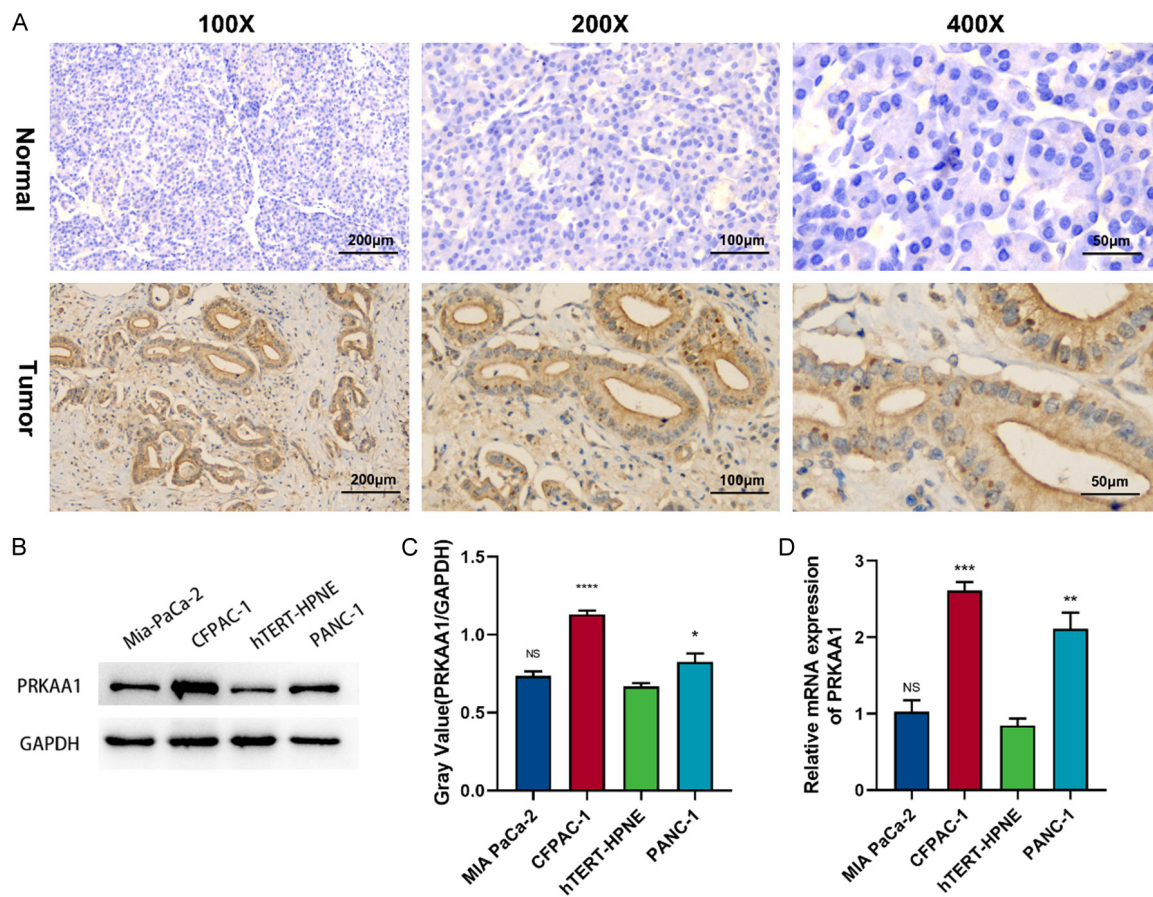 A
100X
200X
400X
Normal
200μm
100μm
50μm
Tumor
200μm
100μm
50μm
B
Mia-PaCa-2
CFPAC-1
hTERT-HPNE
PANC-1
PRKAA1
GAPDH
C
Gray Value(PRKAA1/GAPDH)
1.5
1.0
0.5
0.0
NS
****
*
MIA PaCa-2
CFPAC-1
hTERT-HPNE
PANC-1
D
Relative mRNA expression
of PRKAA1
3
2
1
0
NS
***
**
MIA PaCa-2
CFPAC-1
hTERT-HPNE
PANC-1